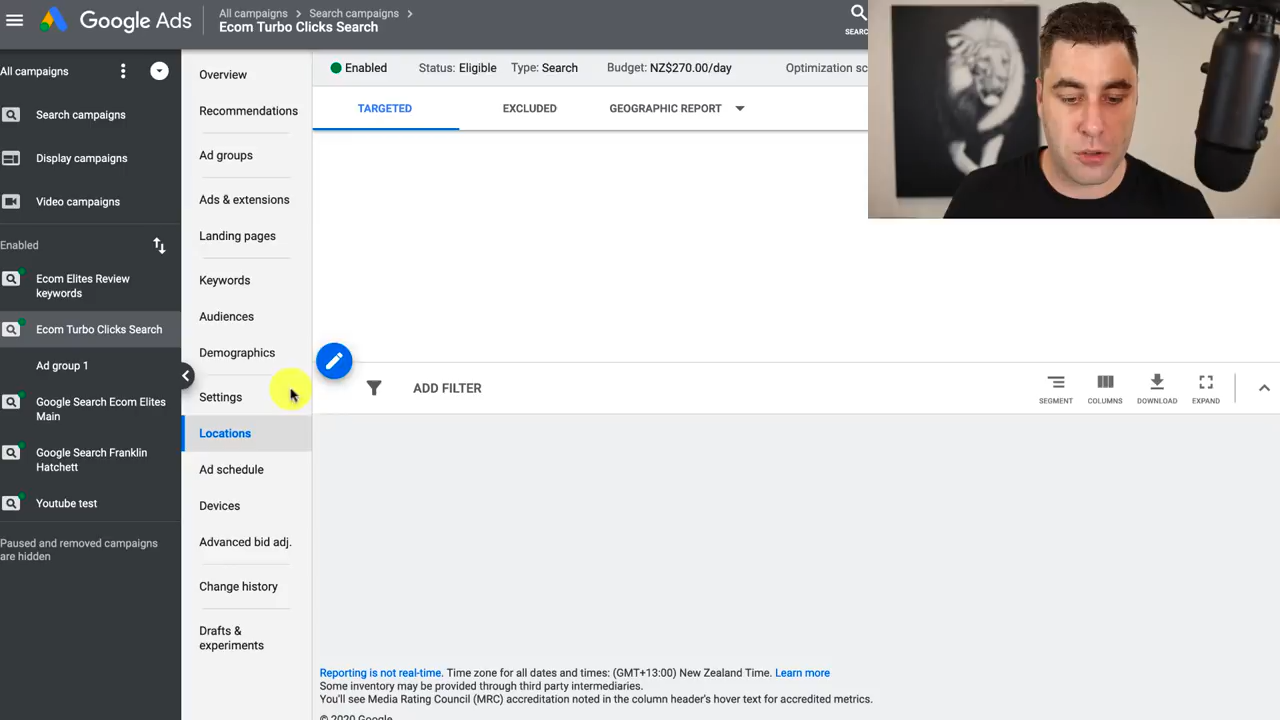 Google Ads
All campaigns > Search campaigns >
Ecom Turbo Clicks Search
SEARC
All campaigns
Search campaigns
Display campaigns
Video campaigns
Enabled
Ecom Elites Review
keywords
Ecom Turbo Clicks Search
Ad group 1
Google Search Ecom Elites
Main
Google Search Franklin
Hatchett
Youtube test
Paused and removed campaigns
are hidden
Overview
Recommendations
Ad groups
Ads & extensions
Landing pages
Keywords
Audiences
Demographics
Settings
Locations
Ad schedule
Devices
Advanced bid adj.
Change history
Drafts &
experiments
Enabled Status: Eligible Type: Search Budget: NZ$270.00/day Optimization sc
TARGETED EXCLUDED GEOGRAPHIC REPORT
ADD FILTER
SEGMENT COLUMNS DOWNLOAD EXPAND
Reporting is not real-time. Time zone for all dates and times: (GMT+13:00) New Zealand Time. Learn more
Some inventory may be provided through third party intermediaries.
You'll see Media Rating Council (MRC) accreditation noted in the column header's hover text for accredited metrics.
© 2020 Google